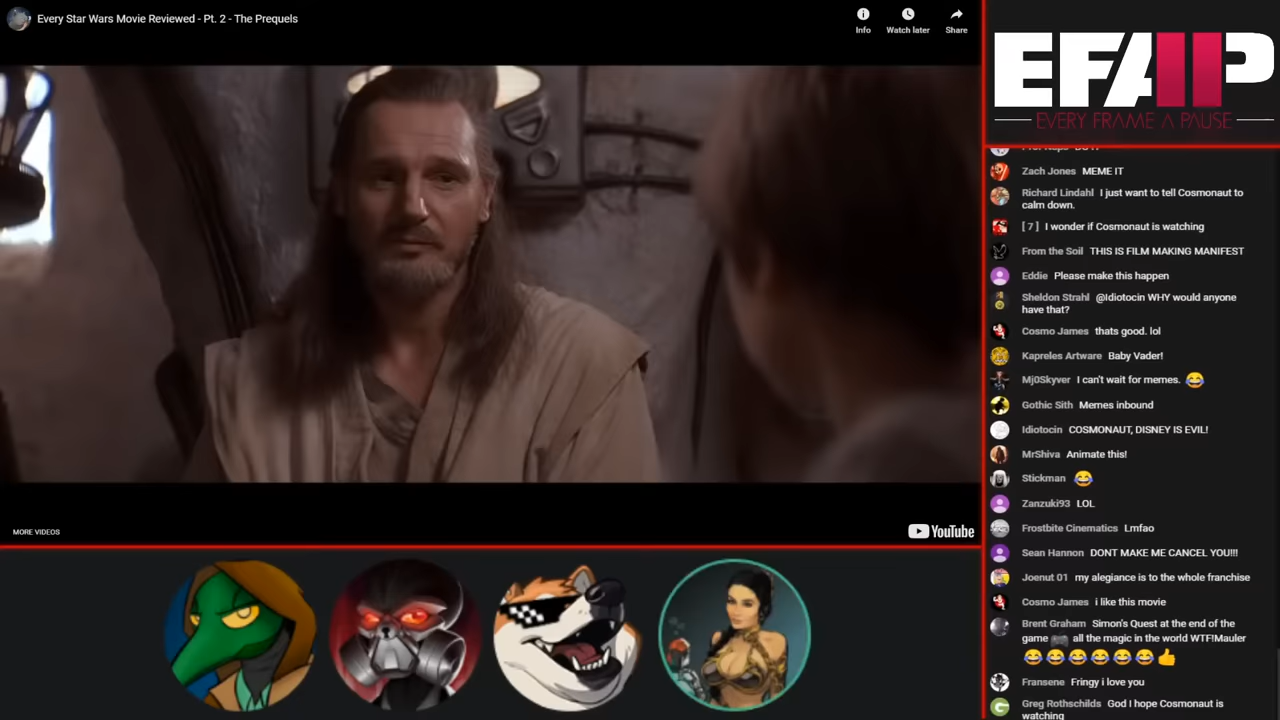 Every Star Wars Movie Reviewed - Pt. 2 - The Prequels
Info
Watch later
Share
MORE VIDEOS
YouTube
EFAP
EVERY FRAME A PAUSE
Zach Jones MEME IT
Richard Lindahl I just want to tell Cosmonaut to
calm down.
[ 7 ] I wonder if Cosmonaut is watching
From the Soil THIS IS FILM MAKING MANIFEST
Eddie Please make this happen
Sheldon Strahl @Idiotocin WHY would anyone
have that?
Cosmo James thats good. lol
Kapreles Artware Baby Vader!
Mj0Skyver I can't wait for memes. 😂
Gothic Sith Memes inbound
Idiotocin COSMONAUT, DISNEY IS EVIL!
MrShiva Animate this!
Stickman 😂
Zanzuki93 LOL
Frostbite Cinematics Lmfao
Sean Hannon DONT MAKE ME CANCEL YOU!!!
Joenut 01 my alegiance is to the whole franchise
Cosmo James i like this movie
Brent Graham Simon's Quest at the end of the
game 🎮 all the magic in the world WTF!Mauler
😂😂😂😂😂😂👍
Fransene Fringy i love you
Greg Rothschilds God I hope Cosmonaut is
watching